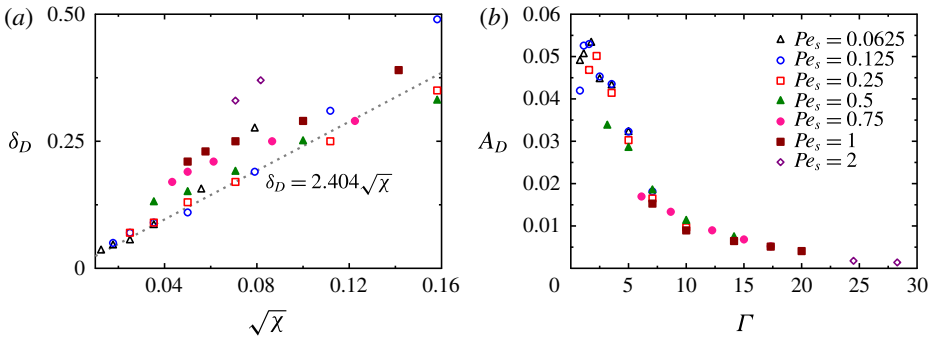 (a)
0.50
0.25
0
δ_D
δ_D = 2.404√χ
0.04 0.08 0.12 0.16
√χ
(b)
0.06
0.05
0.04
0.03
0.02
0.01
A_D
Pe_s = 0.0625
Pe_s = 0.125
Pe_s = 0.25
Pe_s = 0.5
Pe_s = 0.75
Pe_s = 1
Pe_s = 2
0 5 10 15 20 25 30
Γ